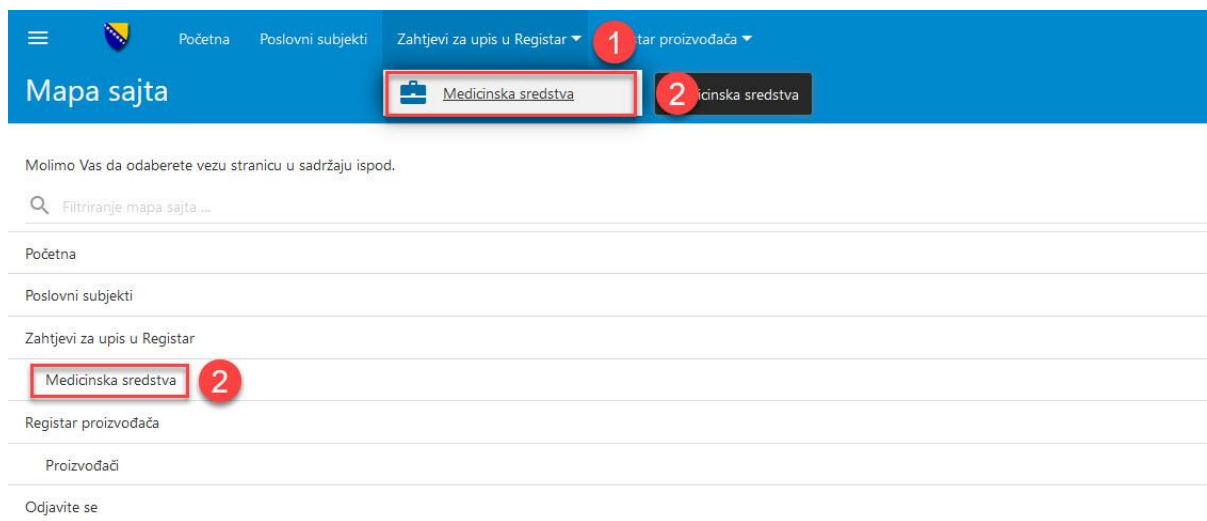 Početna Poslovni subjekti Zahtjevi za upis u Registar 1 tar proizvođača
Mapa sajta
Medicinska sredstva 2 icinska sredstva
Molimo Vas da odaberete vezu stranicu u sadržaju ispod.
Filtriranje mapa sajta ...
Početna
Poslovni subjekti
Zahtjevi za upis u Registar
Medicinska sredstva 2
Registar proizvođača
Proizvođači
Odjavite se